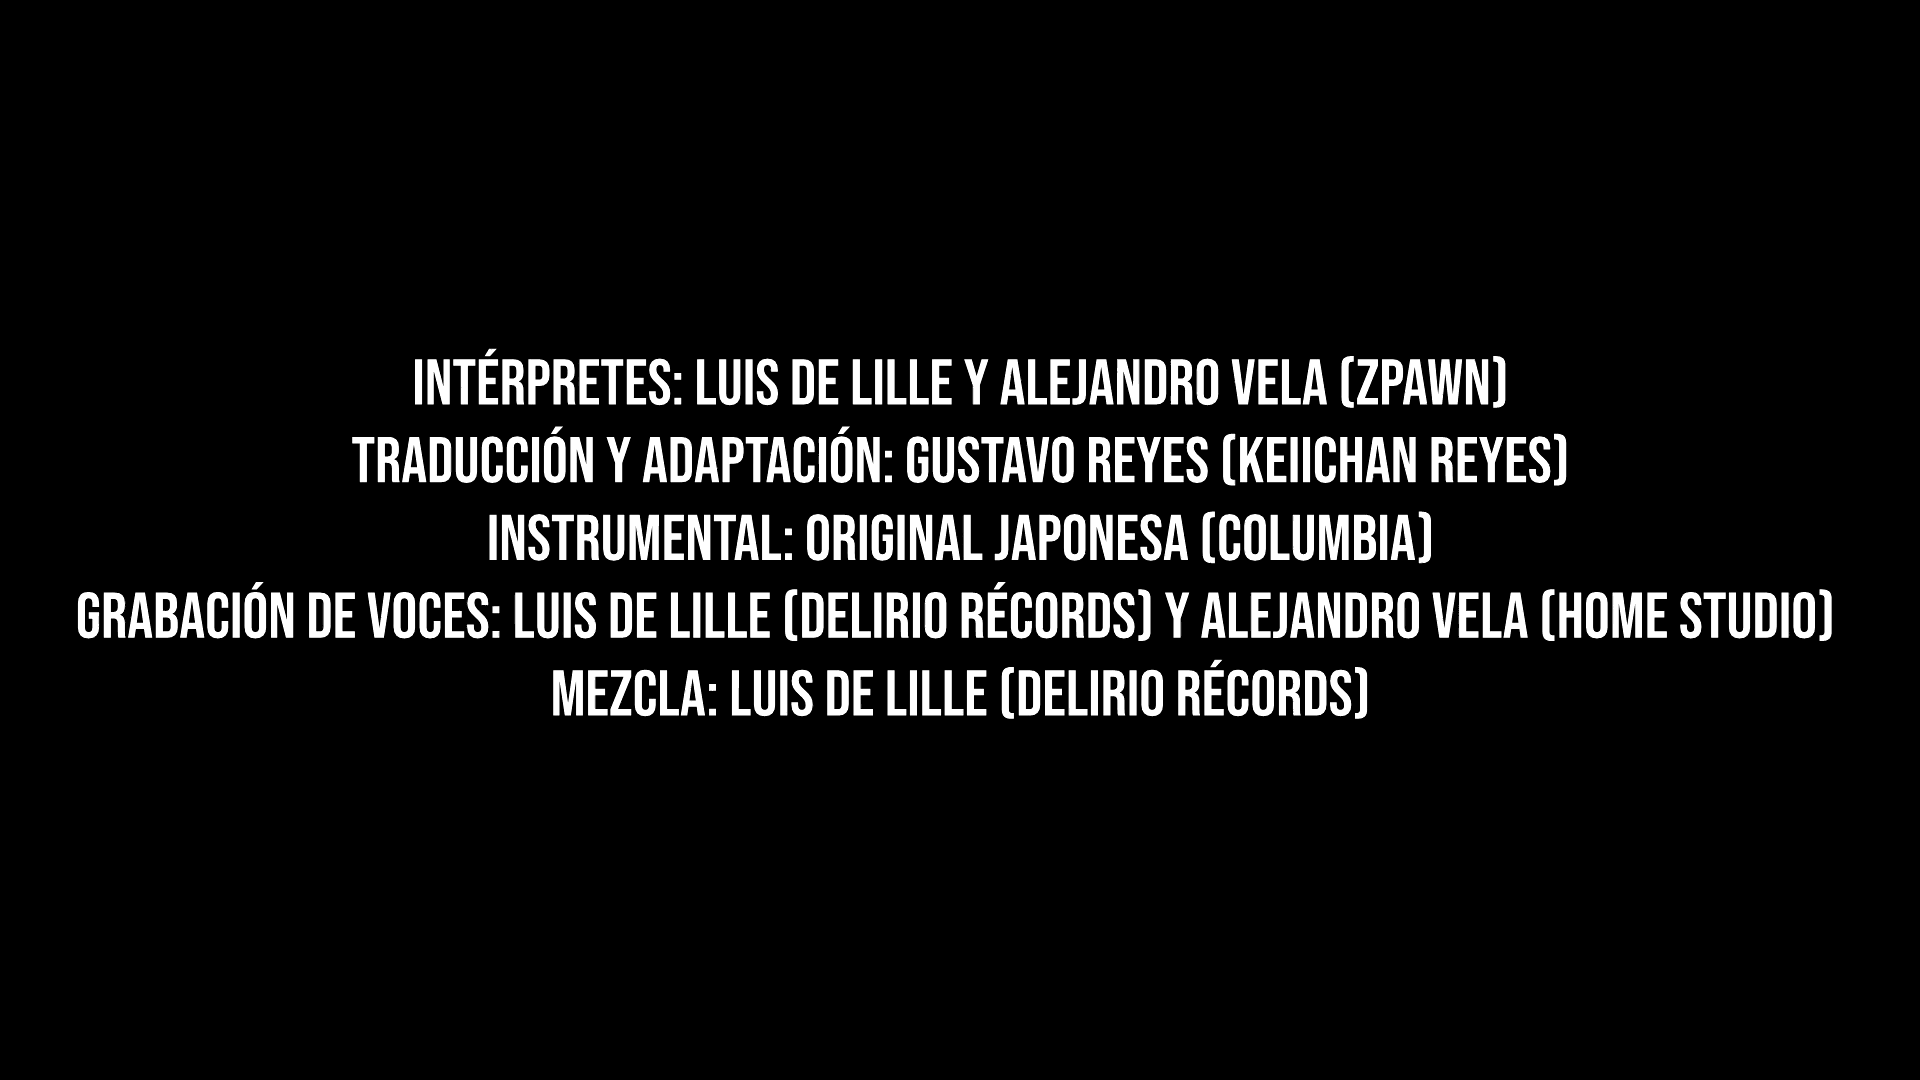 INTÉRPRETES: LUIS DE LILLE Y ALEJANDRO VELA (ZPAWN)
TRADUCCIÓN Y ADAPTACIÓN: GUSTAVO REYES (KEIICHAN REYES)
INSTRUMENTAL: ORIGINAL JAPONESA (COLUMBIA)
GRABACIÓN DE VOCES: LUIS DE LILLE (DELIRIO RÉCORDS) Y ALEJANDRO VELA (HOME STUDIO)
MEZCLA: LUIS DE LILLE (DELIRIO RÉCORDS)